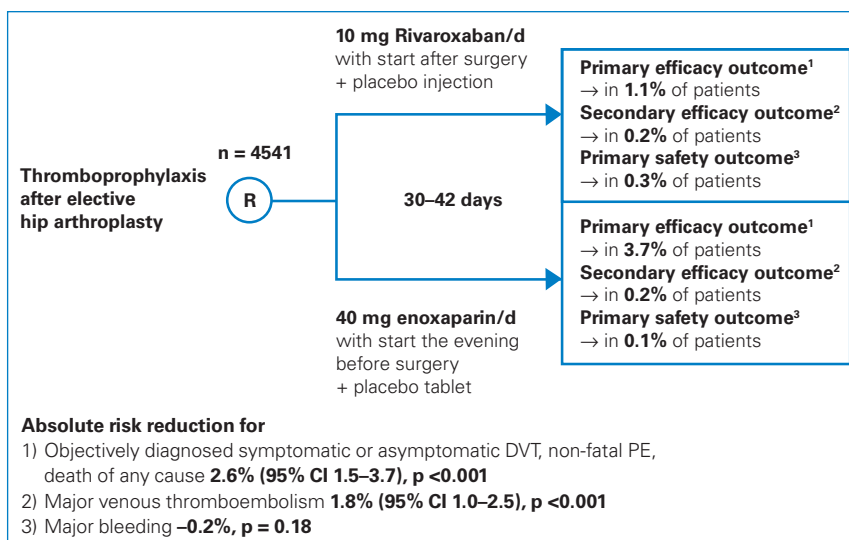 10 mg Rivaroxaban/d
with start after surgery
+ placebo injection
Primary efficacy outcome¹
→ in 1.1% of patients
Secondary efficacy outcome²
→ in 0.2% of patients
Primary safety outcome³
→ in 0.3% of patients
n = 4541
Thromboprophylaxis
after elective
hip arthroplasty
R
30–42 days
Primary efficacy outcome¹
→ in 3.7% of patients
Secondary efficacy outcome²
→ in 0.2% of patients
Primary safety outcome³
→ in 0.1% of patients
40 mg enoxaparin/d
with start the evening
before surgery
+ placebo tablet
Absolute risk reduction for
1) Objectively diagnosed symptomatic or asymptomatic DVT, non-fatal PE,
death of any cause 2.6% (95% CI 1.5–3.7), p <0.001
2) Major venous thromboembolism 1.8% (95% CI 1.0–2.5), p <0.001
3) Major bleeding –0.2%, p = 0.18